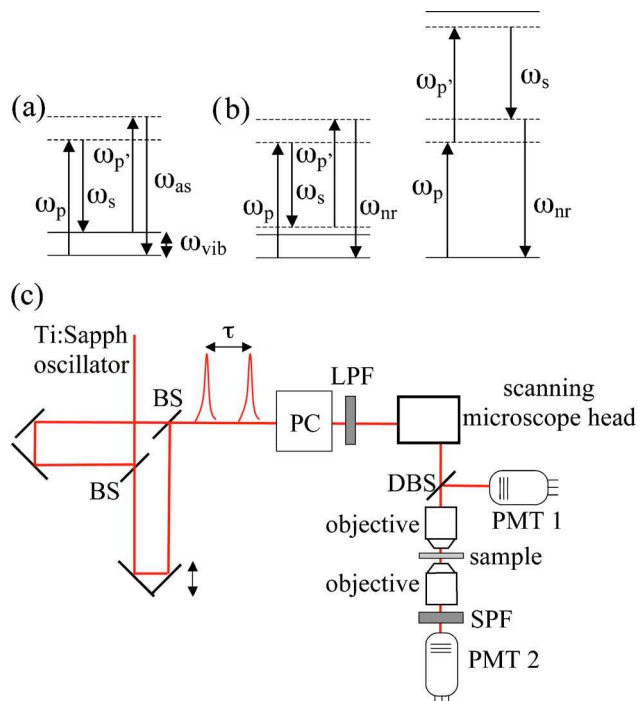 (a)
ωp
ωs
ωp'
ωas
ωvib
(b)
ωp
ωs
ωp'
ωnr
ωp'
ωs
ωp
ωnr
(c)
Ti:Sapph
oscillator
BS
τ
BS
PC
LPF
scanning
microscope head
DBS
PMT 1
objective
sample
objective
SPF
PMT 2